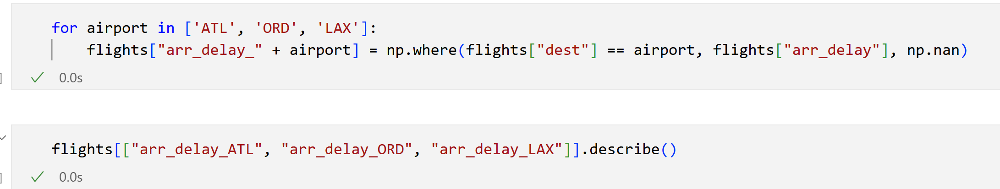 for airport in ['ATL', 'ORD', 'LAX']:
    flights["arr_delay_" + airport] = np.where(flights["dest"] == airport, flights["arr_delay"], np.nan)
] ✓ 0.0s
flights[["arr_delay_ATL", "arr_delay_ORD", "arr_delay_LAX"]].describe()
] ✓ 0.0s